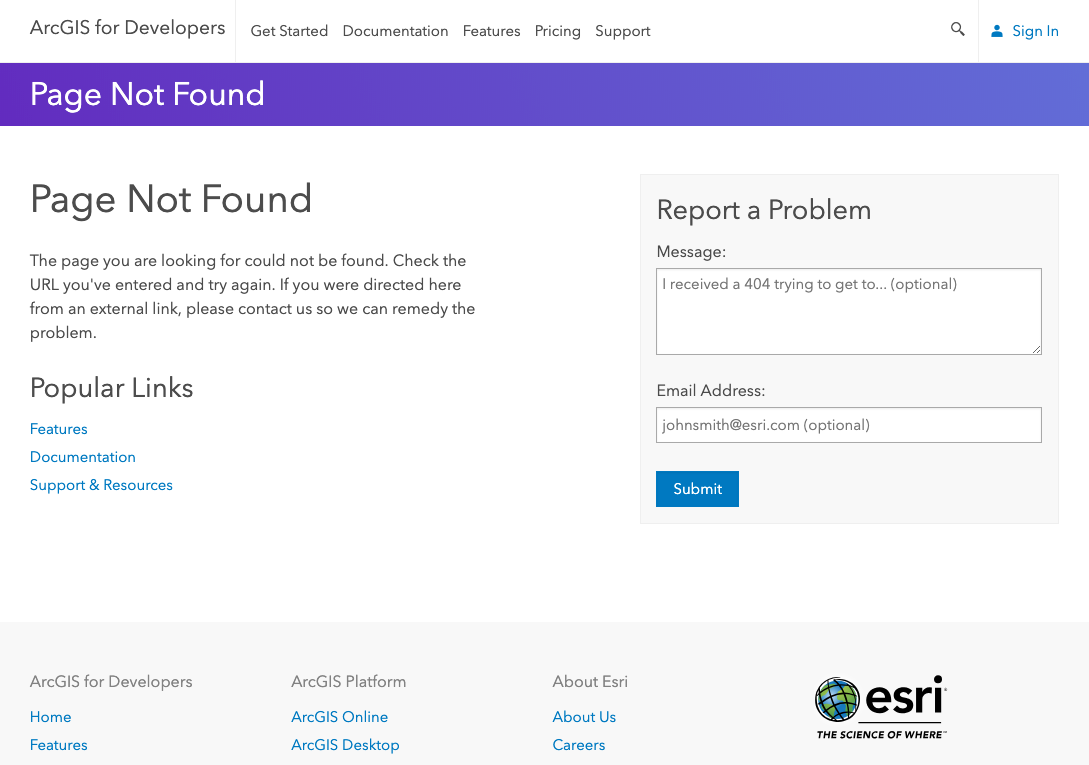 ArcGIS for Developers
Get Started Documentation Features Pricing Support
Sign In
Page Not Found
Page Not Found
The page you are looking for could not be found. Check the
URL you've entered and try again. If you were directed here
from an external link, please contact us so we can remedy the
problem.
Popular Links
Features
Documentation
Support & Resources
Report a Problem
Message:
I received a 404 trying to get to... (optional)
Email Address:
johnsmith@esri.com (optional)
Submit
ArcGIS for Developers
Home
Features
ArcGIS Platform
ArcGIS Online
ArcGIS Desktop
About Esri
About Us
Careers
esri
THE SCIENCE OF WHERE™